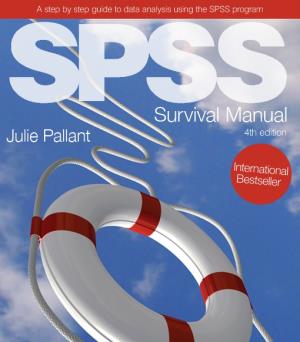 A step by step guide to data analysis using the SPSS program
SPSS
Survival Manual
4th edition
Julie Pallant
International
Bestseller